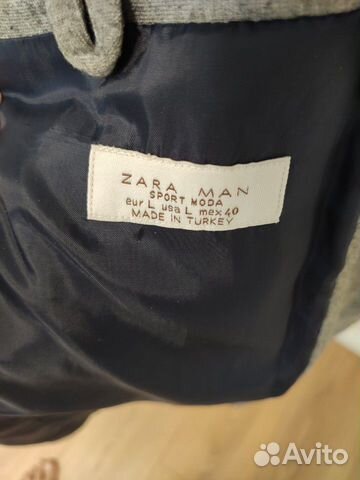 ZARA MAN
SPORT MODA
eur L usa L mex 40
MADE IN TURKEY
Avito